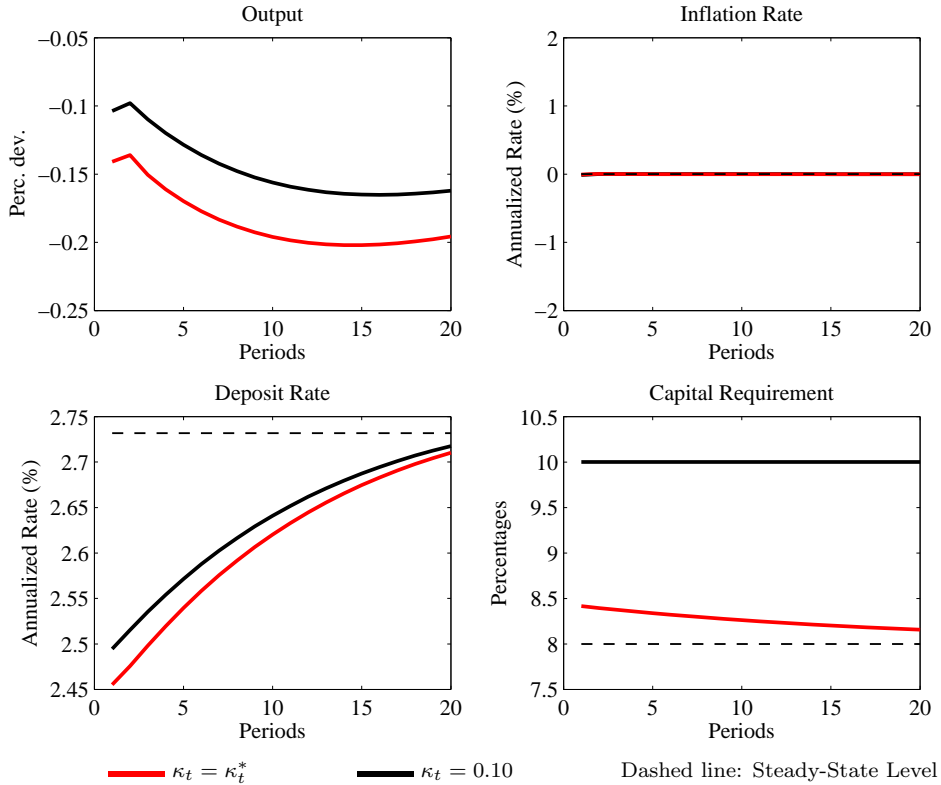 Output
Perc. dev.
−0.05
−0.1
−0.15
−0.2
−0.25
0 5 10 15 20
Periods
Inflation Rate
Annualized Rate (%)
2
1
0
−1
−2
0 5 10 15 20
Periods
Deposit Rate
Annualized Rate (%)
2.75
2.7
2.65
2.6
2.55
2.5
2.45
0 5 10 15 20
Periods
Capital Requirement
Percentages
10.5
10
9.5
9
8.5
8
7.5
0 5 10 15 20
Periods
κ_t = κ_t^*
κ_t = 0.10
Dashed line: Steady-State Level